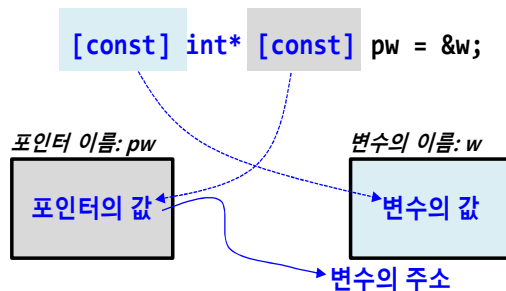 [const] int* [const] pw = &w;
포인터 이름: pw
변수의 이름: w
포인터의 값
변수의 값
변수의 주소